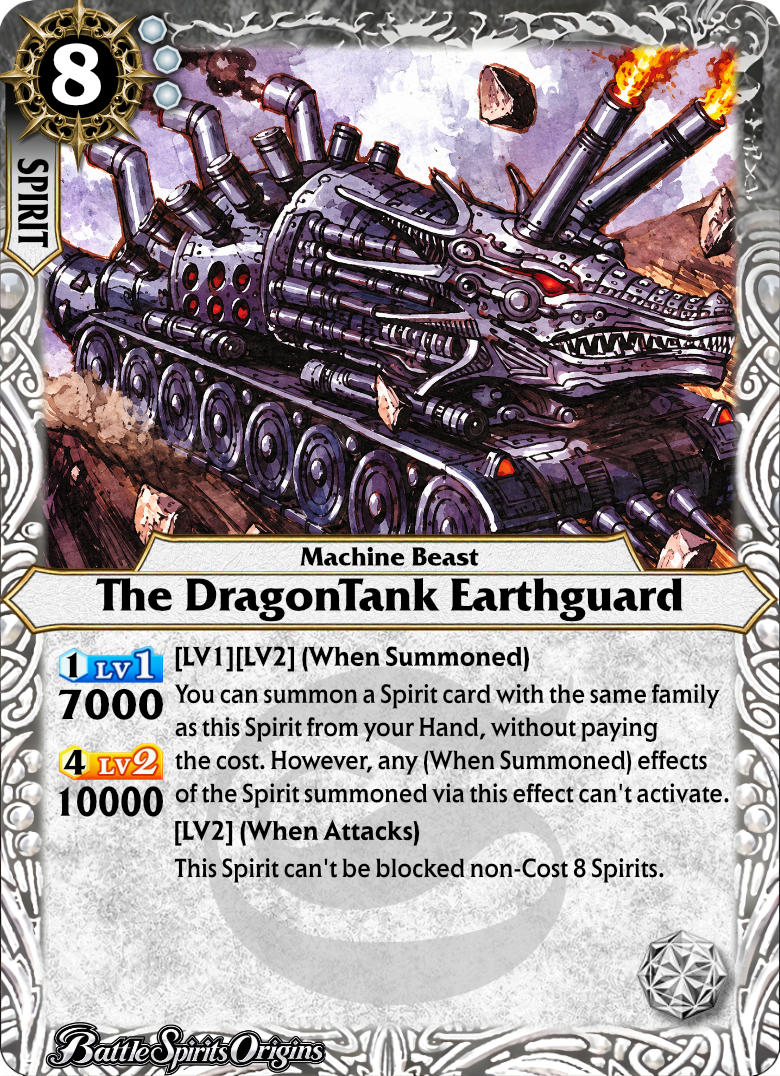 8
SPIRIT
Machine Beast
The DragonTank Earthguard
1 LV1
7000
4 LV2
10000
[LV1][LV2] (When Summoned)
You can summon a Spirit card with the same family
as this Spirit from your Hand, without paying
the cost. However, any (When Summoned) effects
of the Spirit summoned via this effect can't activate.
[LV2] (When Attacks)
This Spirit can't be blocked non-Cost 8 Spirits.
Battle Spirits Origins